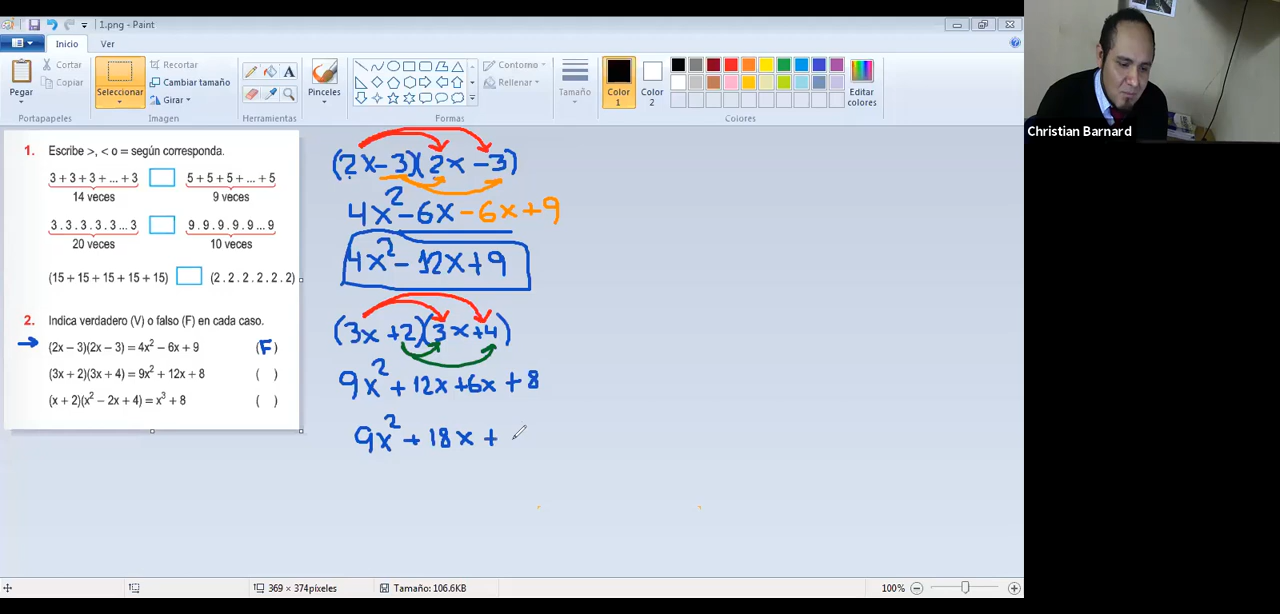 1.png - Paint
Inicio
Ver
Pegar
Cortar
Copiar
Portapapeles
Seleccionar
Recortar
Cambiar tamaño
Girar
Imagen
Herramientas
Pinceles
Contorno
Rellenar
Formas
Tamaño
Color 1
Color 2
Editar colores
Colores
1. Escribe >, < o = según corresponda.
3 + 3 + 3 + ... + 3 5 + 5 + 5 + ... + 5
14 veces 9 veces
3 . 3 . 3 . 3 . 3 ... 3 9 . 9 . 9 . 9 . 9 ... 9
20 veces 10 veces
(15 + 15 + 15 + 15 + 15) (2 . 2 . 2 . 2 . 2 . 2)
2. Indica verdadero (V) o falso (F) en cada caso.
(2x – 3)(2x – 3) = 4x² – 6x + 9 (F)
(3x + 2)(3x + 4) = 9x² + 12x + 8 ( )
(x + 2)(x² – 2x + 4) = x³ + 8 ( )
(2x - 3)(2x - 3)
4x² - 6x - 6x + 9
4x² - 12x + 9
(3x + 2)(3x + 4)
9x² + 12x + 6x + 8
9x² + 18x +
369 × 374píxeles
Tamaño: 106.6KB
100%
Christian Barnard